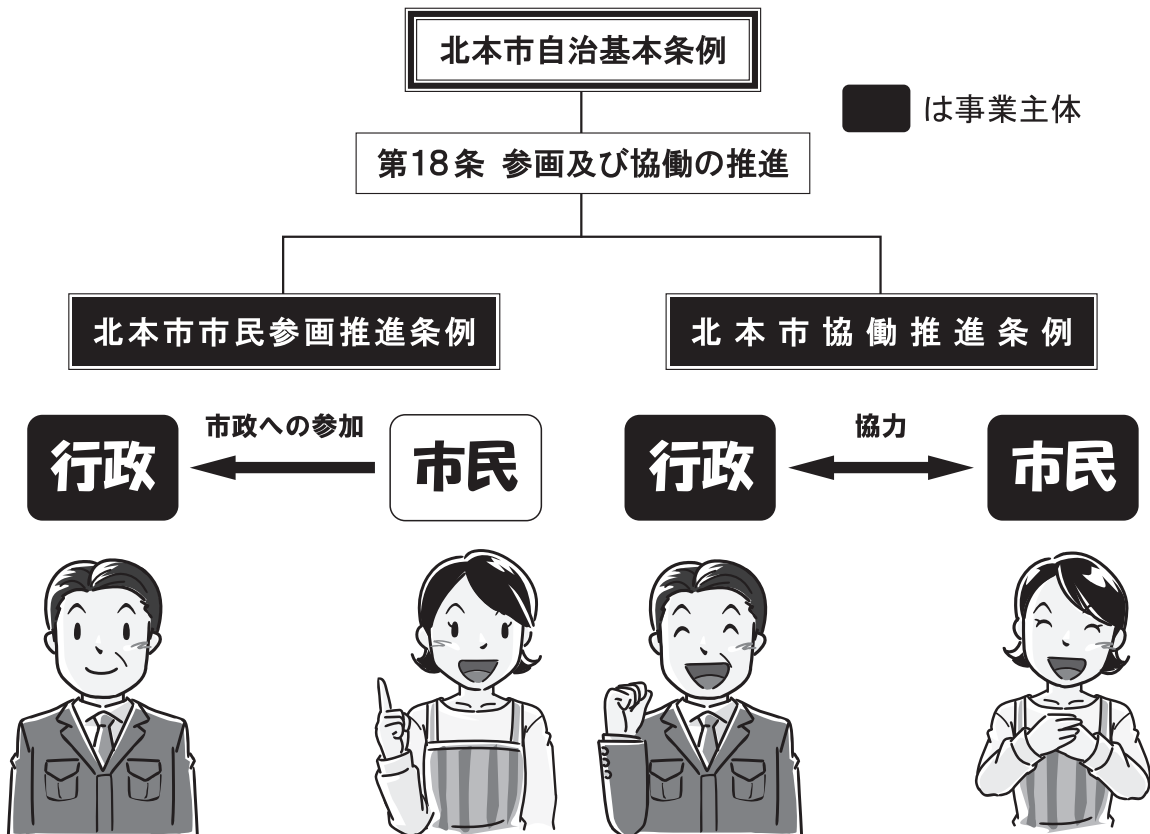 北本市自治基本条例
は事業主体
第18条 参画及び協働の推進
北本市市民参画推進条例
北本市協働推進条例
行政
市政への参加
市民
行政
協力
市民